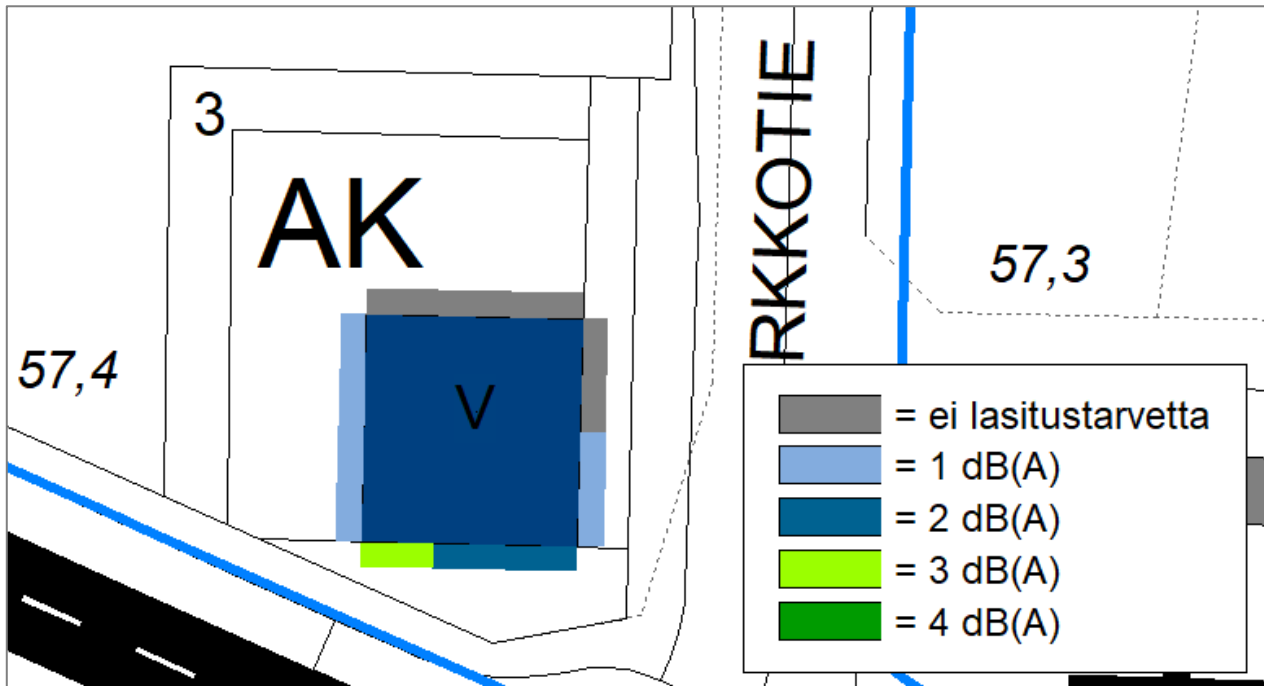 3
AK
RKKOTIE
57,3
57,4
V
= ei lasitustarvetta
= 1 dB(A)
= 2 dB(A)
= 3 dB(A)
= 4 dB(A)